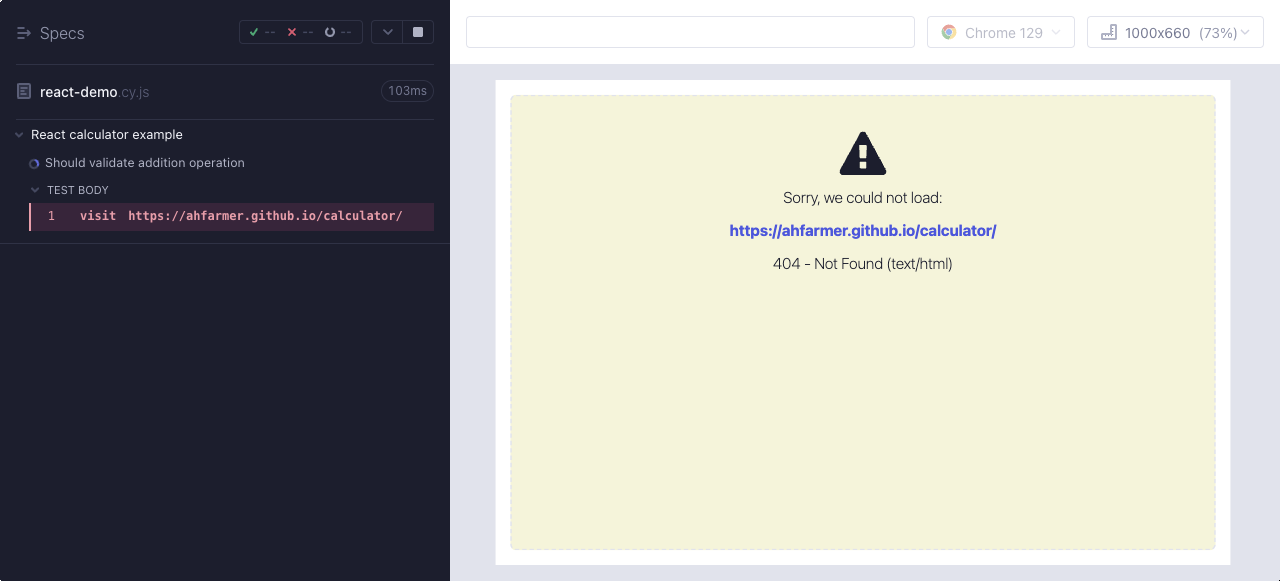 Specs
-- -- --
react-demo.cy.js 103ms
React calculator example
Should validate addition operation
TEST BODY
1 visit https://ahfarmer.github.io/calculator/
Chrome 129
1000x660 (73%)
Sorry, we could not load:
https://ahfarmer.github.io/calculator/
404 - Not Found (text/html)